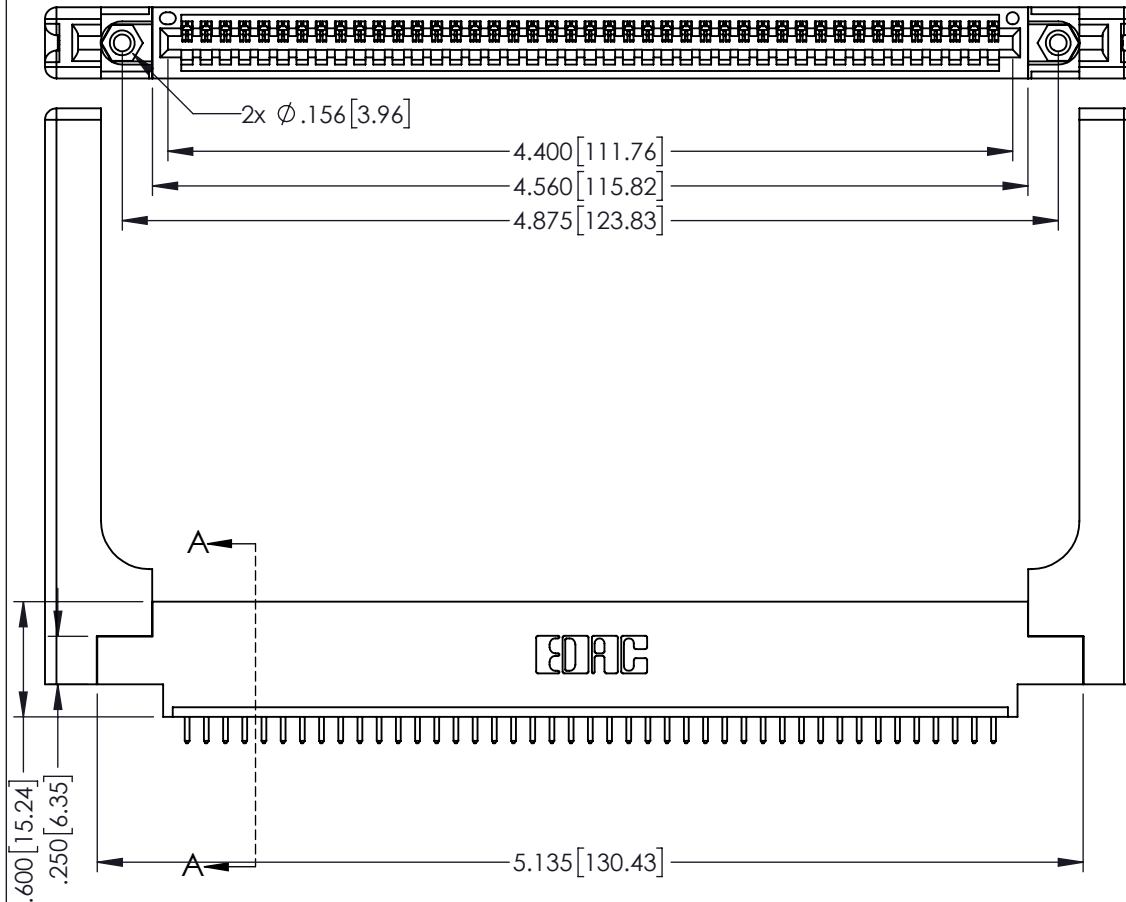 2x Ø.156[3.96]
4.400[111.76]
4.560[115.82]
4.875[123.83]
A
EDAC
.600[15.24]
.250[6.35]
A
5.135[130.43]